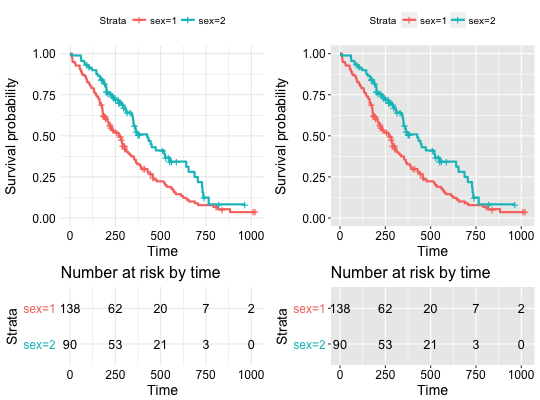 Strata sex=1 sex=2
Survival probability
1.00
0.75
0.50
0.25
0.00
0 250 500 750 1000
Time
Number at risk by time
Strata
sex=1 138 62 20 7 2
sex=2 90 53 21 3 0
0 250 500 750 1000
Time
Strata sex=1 sex=2
Survival probability
1.00
0.75
0.50
0.25
0.00
0 250 500 750 1000
Time
Number at risk by time
Strata
sex=1 138 62 20 7 2
sex=2 90 53 21 3 0
0 250 500 750 1000
Time